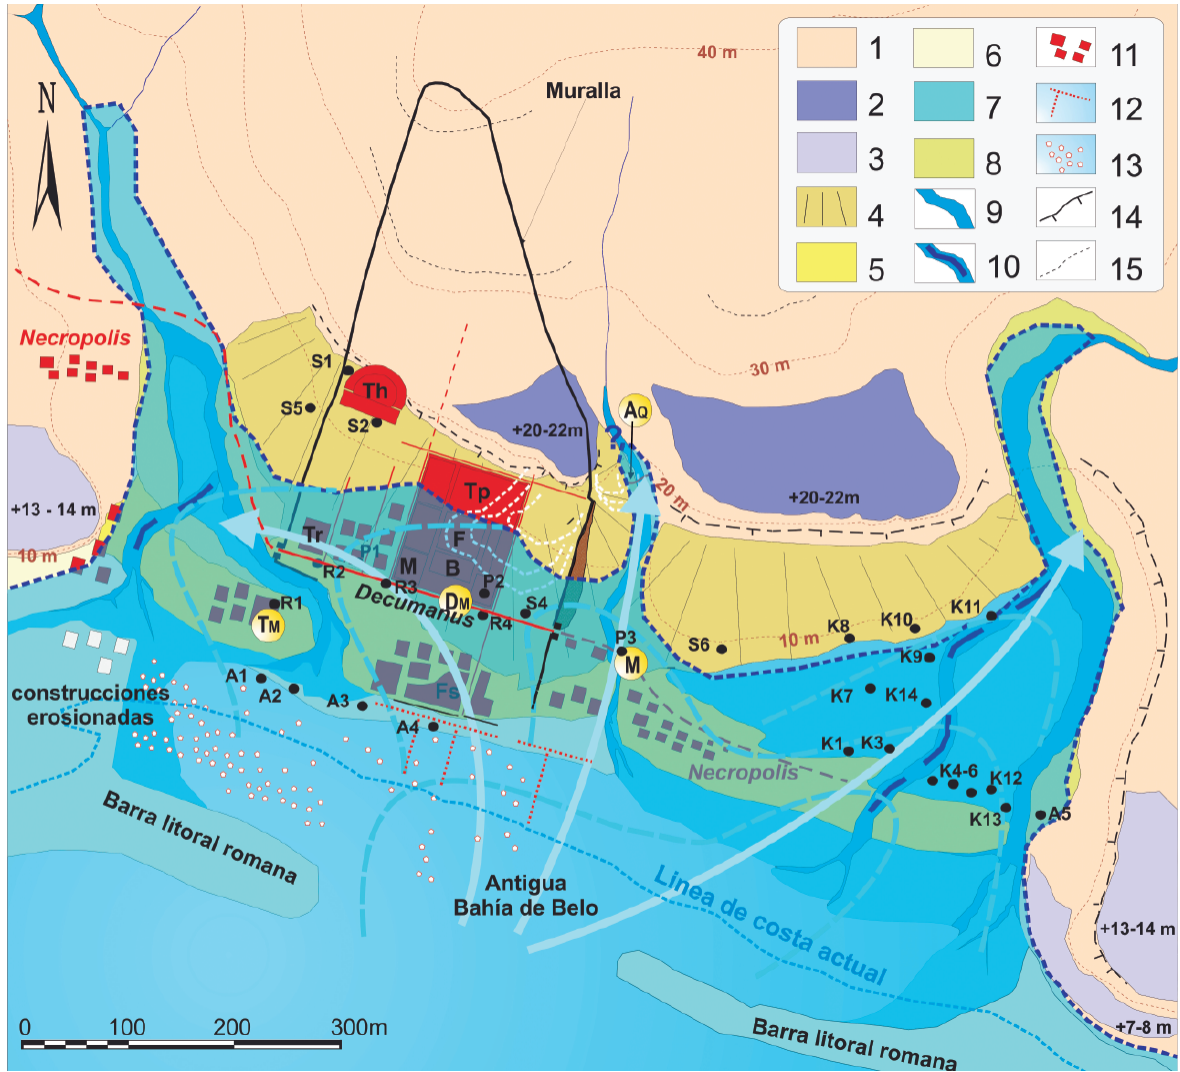 40 m
Muralla
N
1
2
3
4
5
6
7
8
9
10
11
12
13
14
15
Necropolis
S1
Th
S5
S2
30 m
AQ
+20-22m
20 m
+20-22m
+13 - 14 m
10 m
Tp
Tr
P1
F
M
B
R2
R3
P2
DM
Decumanus
R4
S4
R1
TM
P3
M
S6
10 m
K8
K10
K11
K9
K7
K14
K1
K3
K4-6
K12
K13
A5
A1
A2
A3
A4
Fs
Necropolis
construcciones
erosionadas
Barra litoral romana
Antigua
Bahía de Belo
Linea de costa actual
+13-14 m
+7-8 m
Barra litoral romana
0
100
200
300m